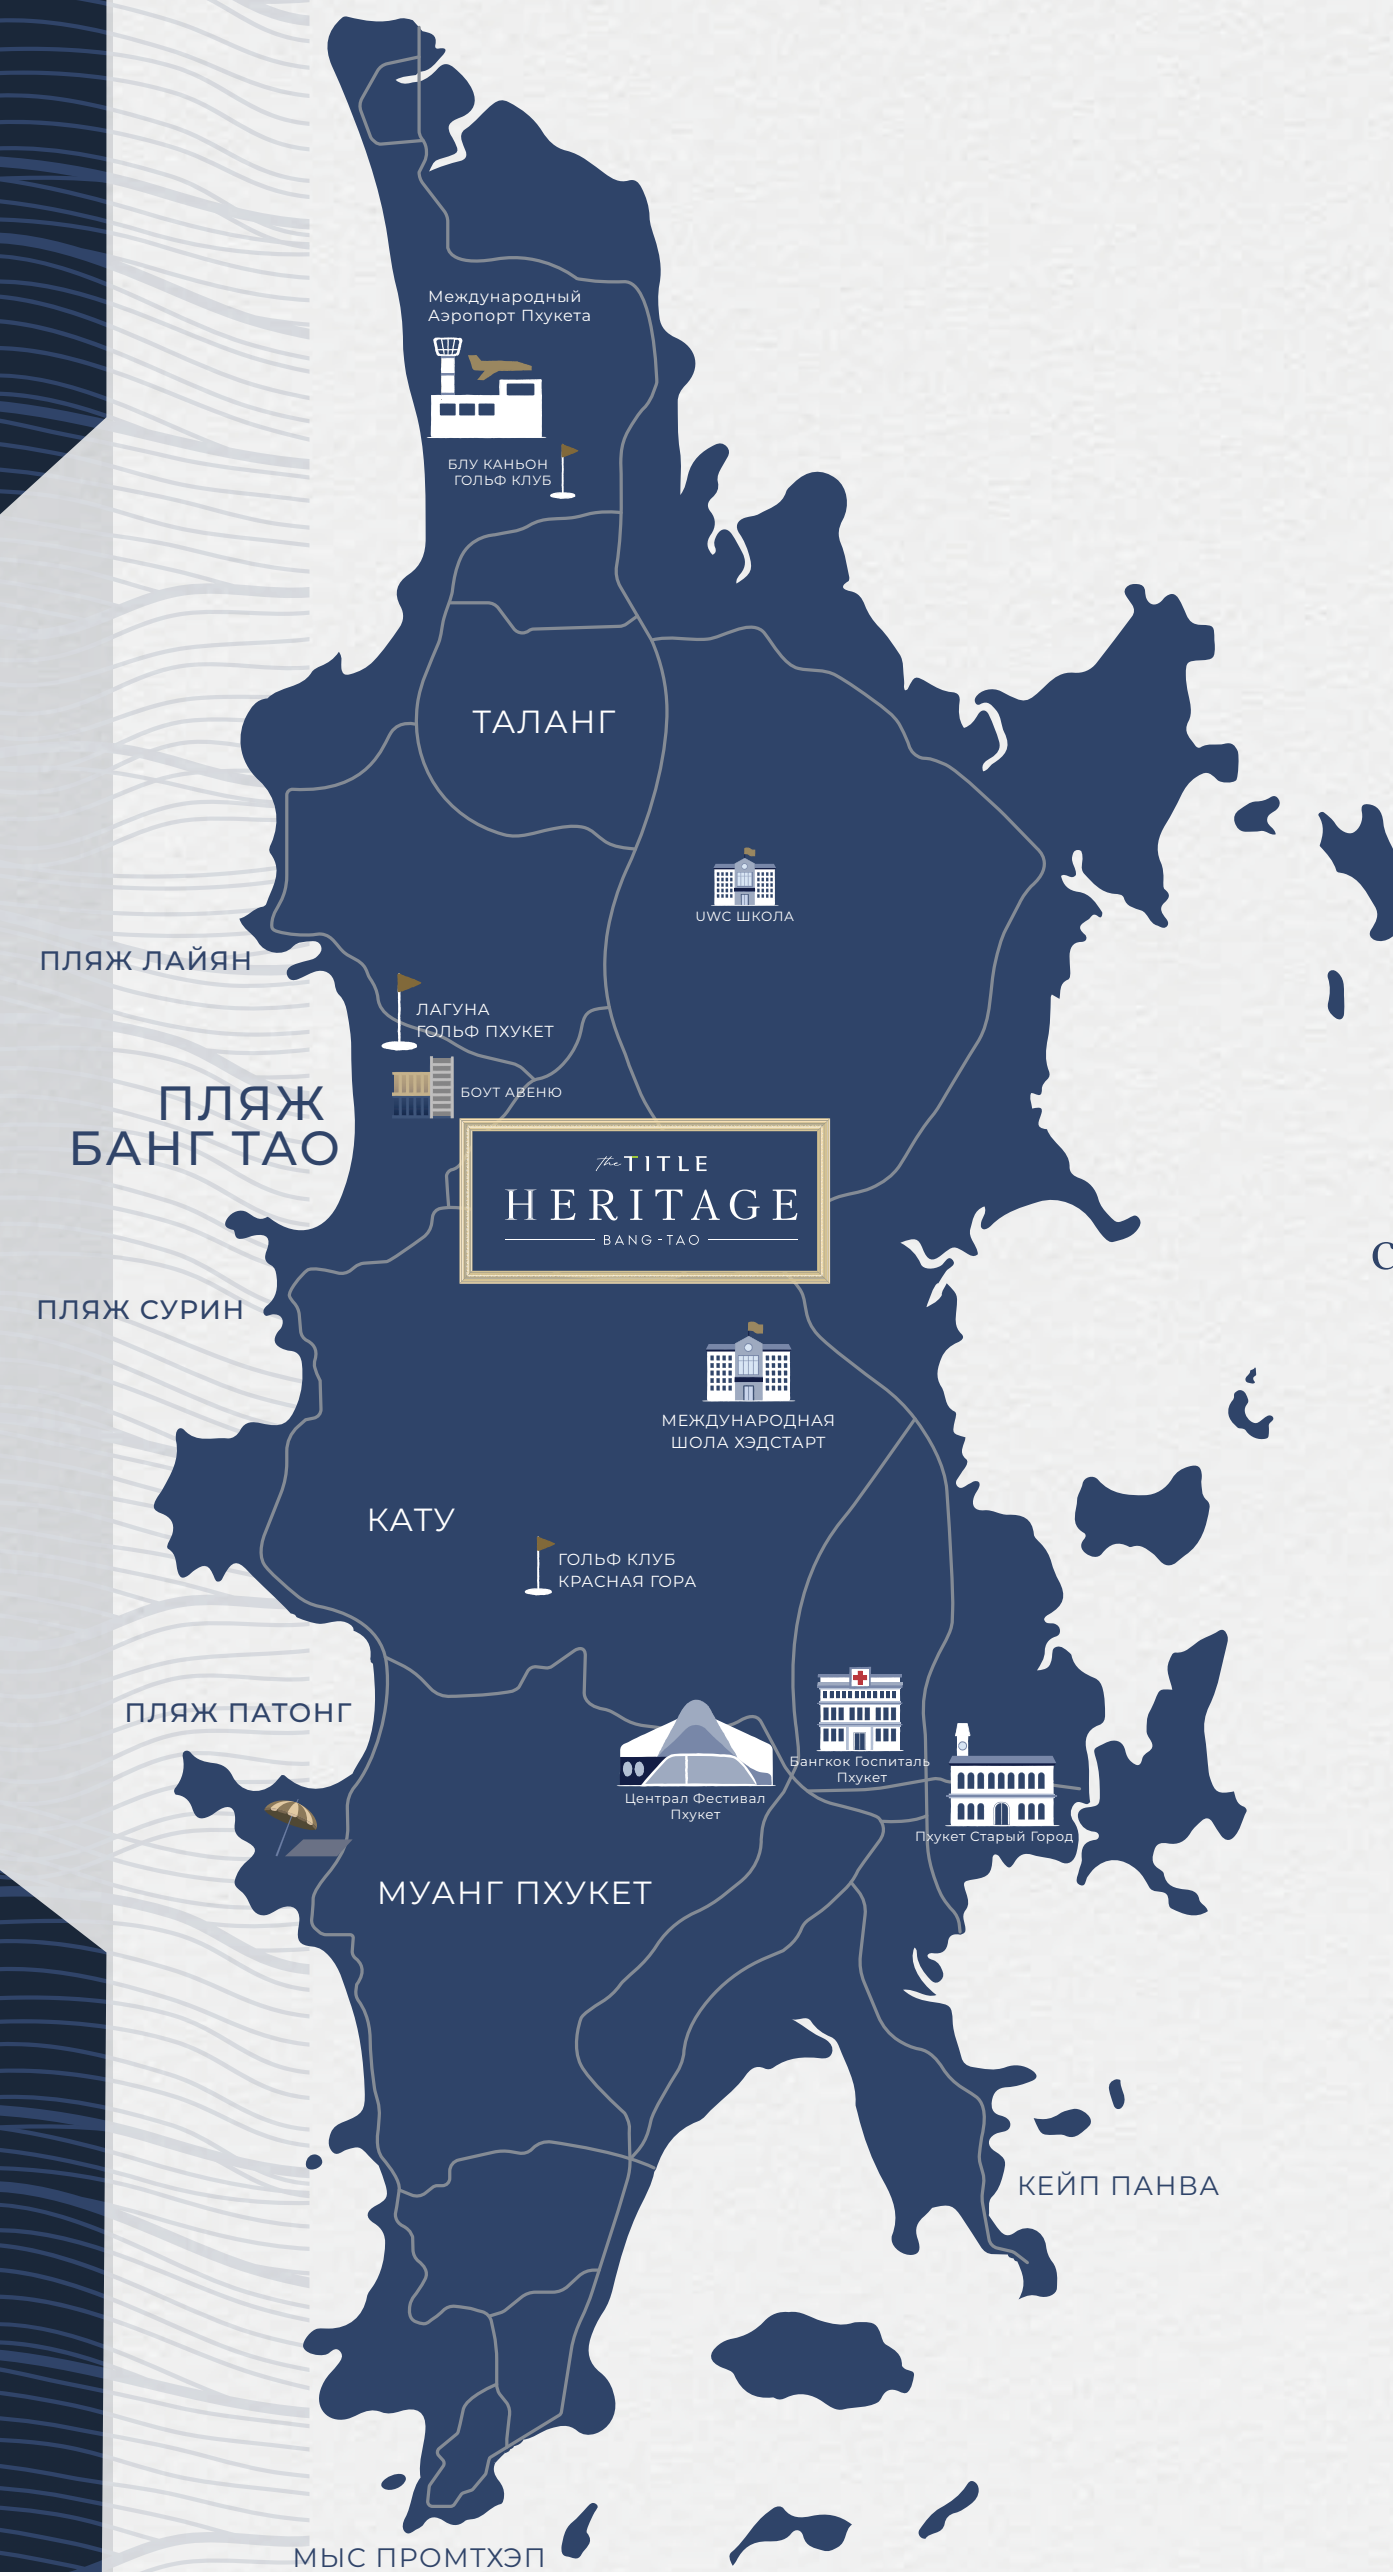 Международный
Аэропорт Пхукета
БЛУ КАНЬОН
ГОЛЬФ КЛУБ
ТАЛАНГ
UWC ШКОЛА
ПЛЯЖ ЛАЙЯН
ЛАГУНА
ГОЛЬФ ПХУКЕТ
БОУТ АВЕНЮ
ПЛЯЖ
БАНГ ТАО
the TITLE
HERITAGE
BANG-TAO
ПЛЯЖ СУРИН
МЕЖДУНАРОДНАЯ
ШОЛА ХЭДСТАРТ
КАТУ
ГОЛЬФ КЛУБ
КРАСНАЯ ГОРА
ПЛЯЖ ПАТОНГ
Бангкок Госпиталь
Пхукет
Централ Фестивал
Пхукет
Пхукет Старый Город
МУАНГ ПХУКЕТ
КЕЙП ПАНВА
МЫС ПРОМТХЭП